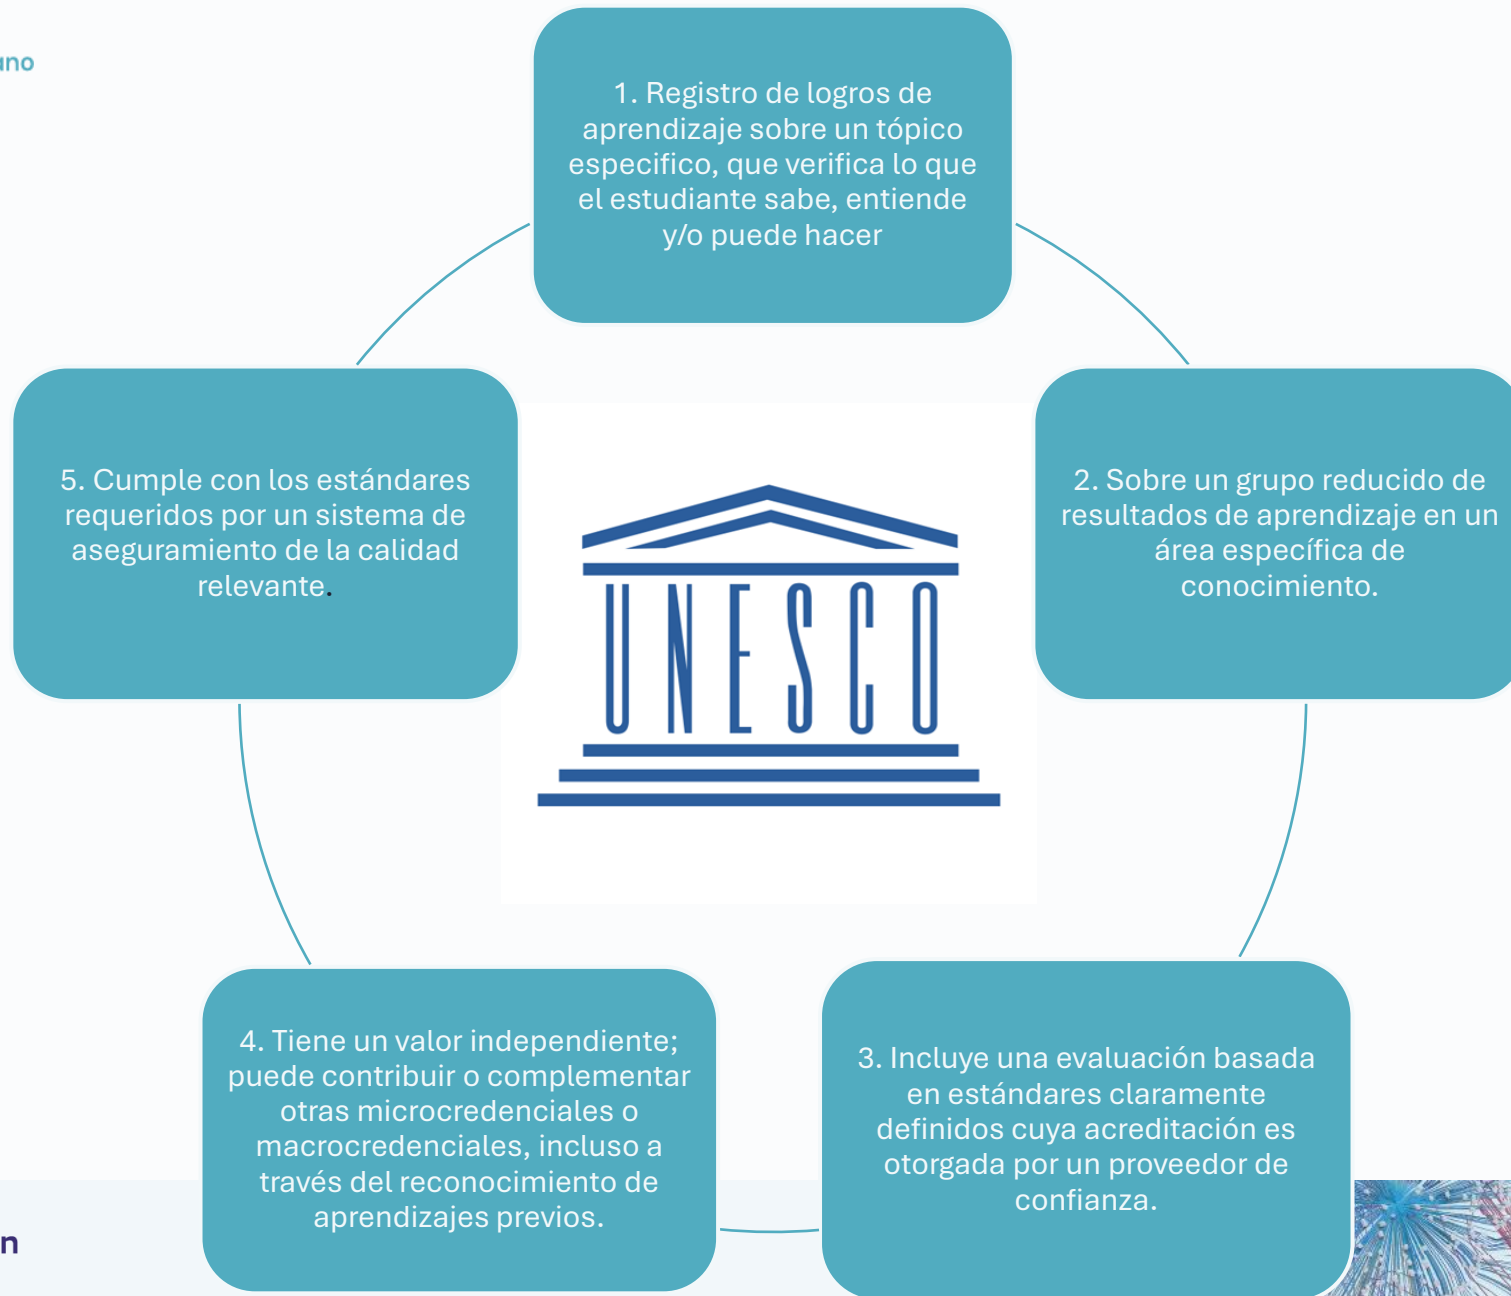 1. Registro de logros de
aprendizaje sobre un tópico
especifico, que verifica lo que
el estudiante sabe, entiende
y/o puede hacer
2. Sobre un grupo reducido de
resultados de aprendizaje en un
área específica de
conocimiento.
3. Incluye una evaluación basada
en estándares claramente
definidos cuya acreditación es
otorgada por un proveedor de
confianza.
4. Tiene un valor independiente;
puede contribuir o complementar
otras microcredenciales o
macrocredenciales, incluso a
través del reconocimiento de
aprendizajes previos.
5. Cumple con los estándares
requeridos por un sistema de
aseguramiento de la calidad
relevante.
UNESCO